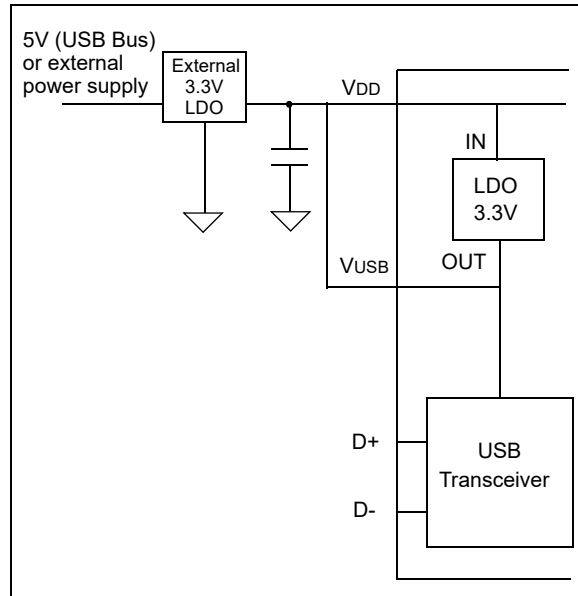 5V (USB Bus)
or external
power supply
External
3.3V
LDO
VDD
IN
LDO
3.3V
OUT
VUSB
D+
USB
Transceiver
D-